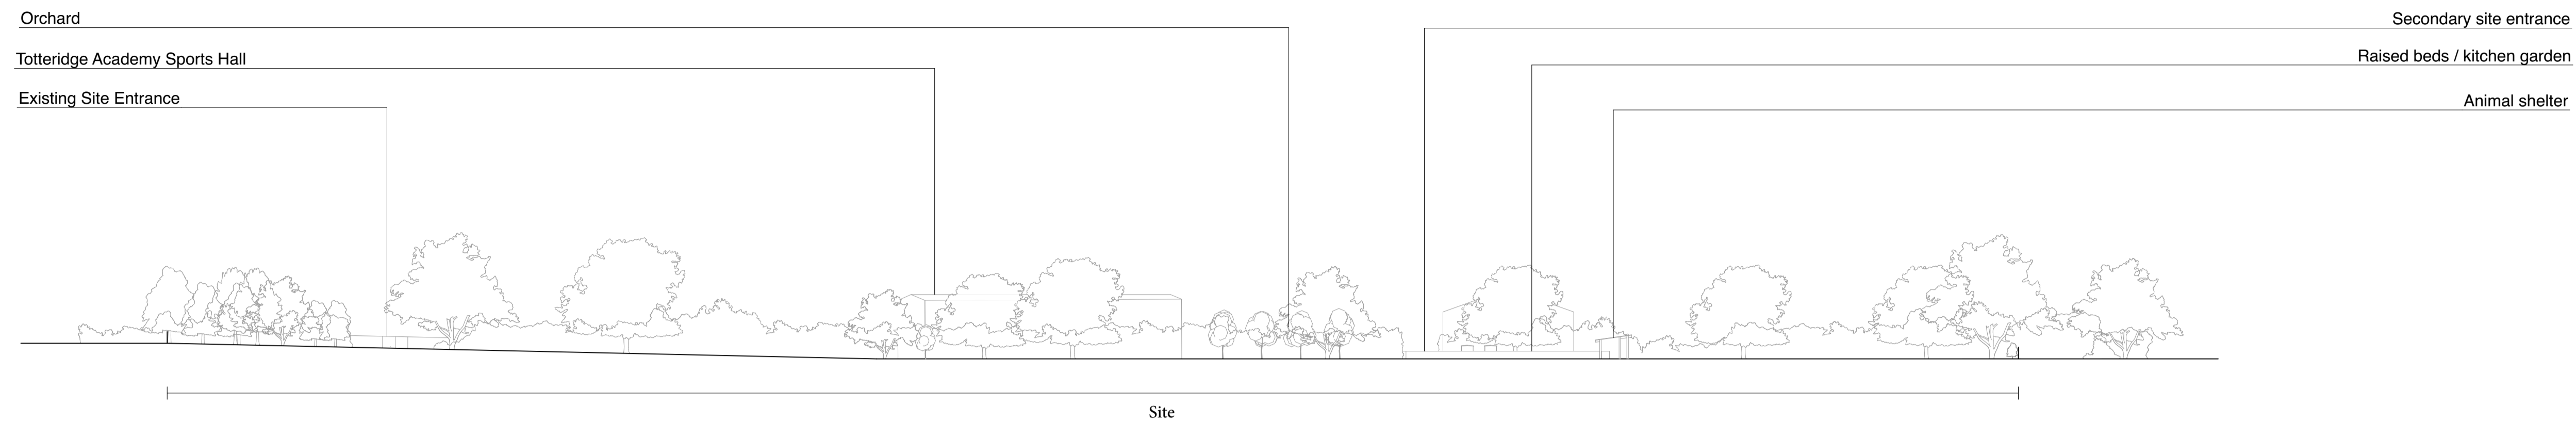 Orchard
Totteridge Academy Sports Hall
Existing Site Entrance
Secondary site entrance
Raised beds / kitchen garden
Animal shelter
Site